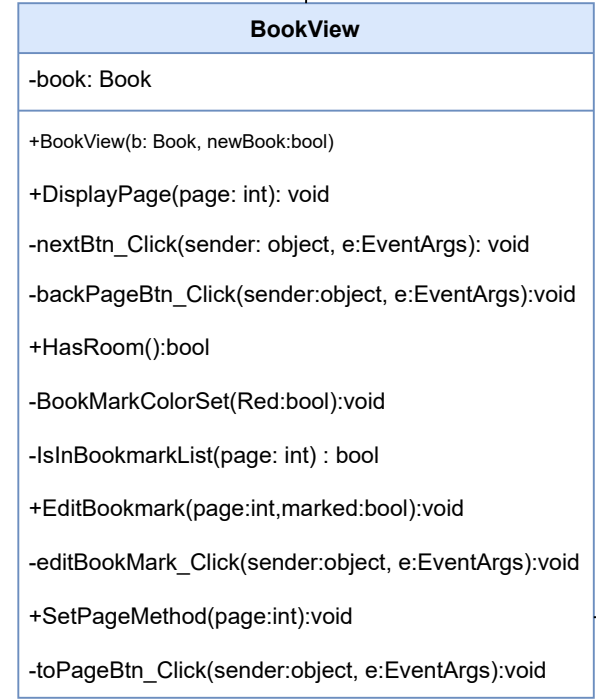 BookView
-book: Book
+BookView(b: Book, newBook:bool)
+DisplayPage(page: int): void
-nextBtn_Click(sender: object, e:EventArgs): void
-backPageBtn_Click(sender:object, e:EventArgs):void
+HasRoom():bool
-BookMarkColorSet(Red:bool):void
-IsInBookmarkList(page: int) : bool
+EditBookmark(page:int,marked:bool):void
-editBookMark_Click(sender:object, e:EventArgs):void
+SetPageMethod(page:int):void
-toPageBtn_Click(sender:object, e:EventArgs):void